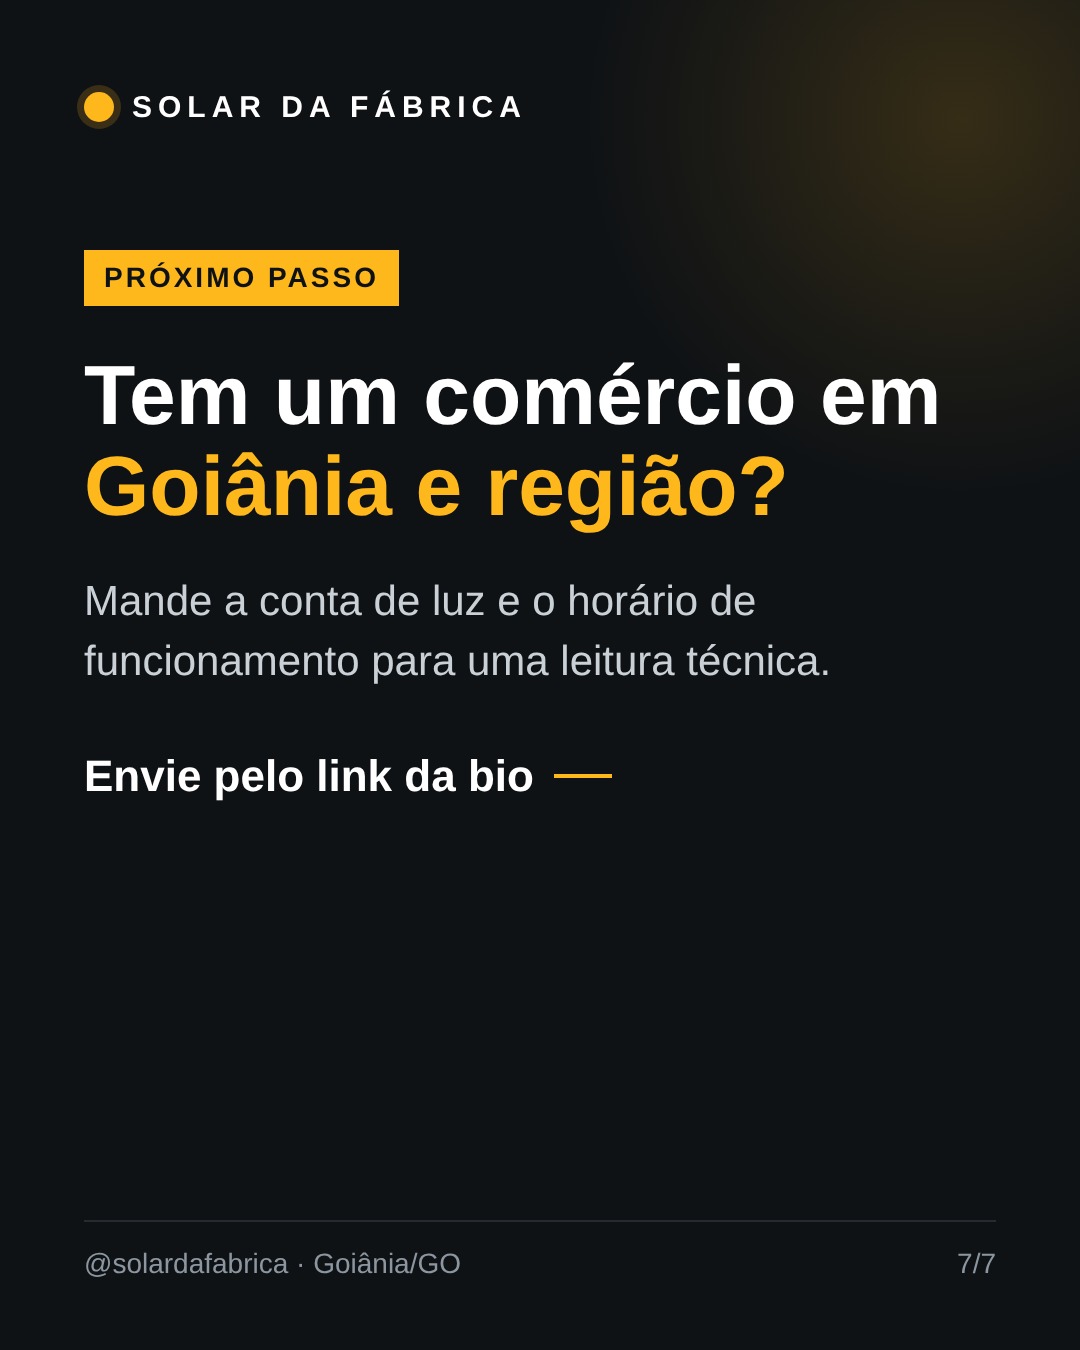 SOLAR DA FÁBRICA
PRÓXIMO PASSO
Tem um comércio em
Goiânia e região?
Mande a conta de luz e o horário de
funcionamento para uma leitura técnica.
Envie pelo link da bio —
@solardafabrica · Goiânia/GO
7/7